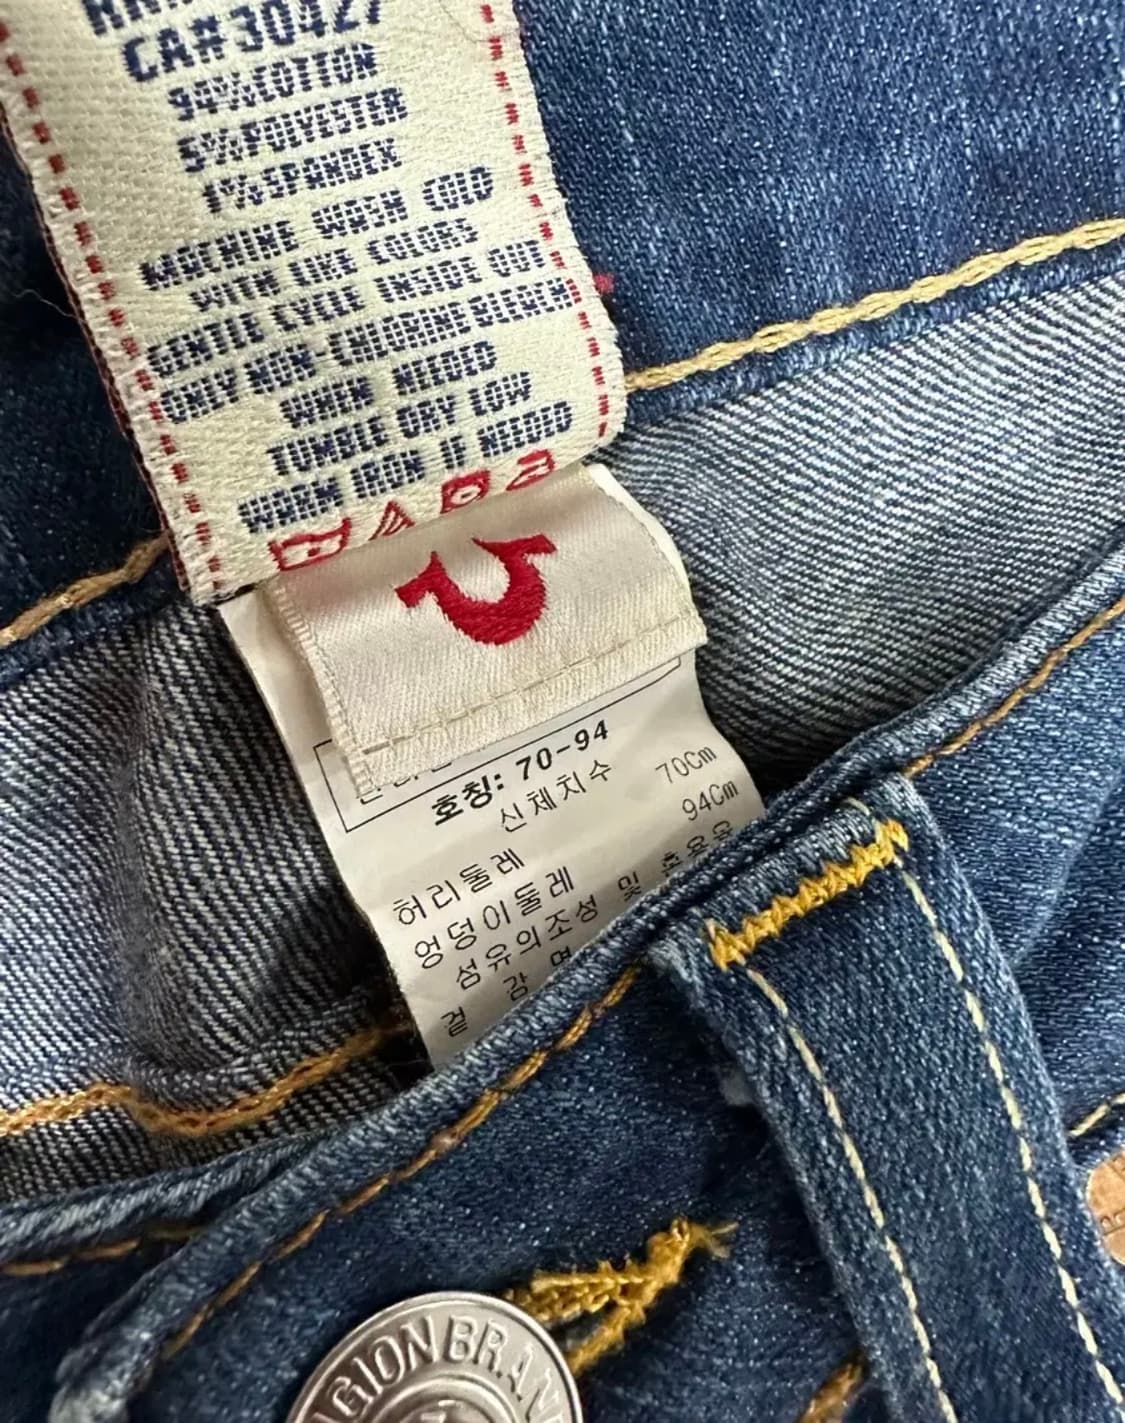 CA#30427
94%COTTON
5%POLYESTER
1%SPANDEX
MACHINE WASH COLD
WITH LIKE COLORS
GENTLE CYCLE INSIDE OUT
ONLY NON-CHLORINE BLEACH
WHEN NEEDED
TUMBLE DRY LOW
WARM IRON IF NEEDED
호칭: 70-94
신체치수
허리둘레 70Cm
엉덩이둘레 94Cm
섬유의조성 및
겉감 면
GION BRAN